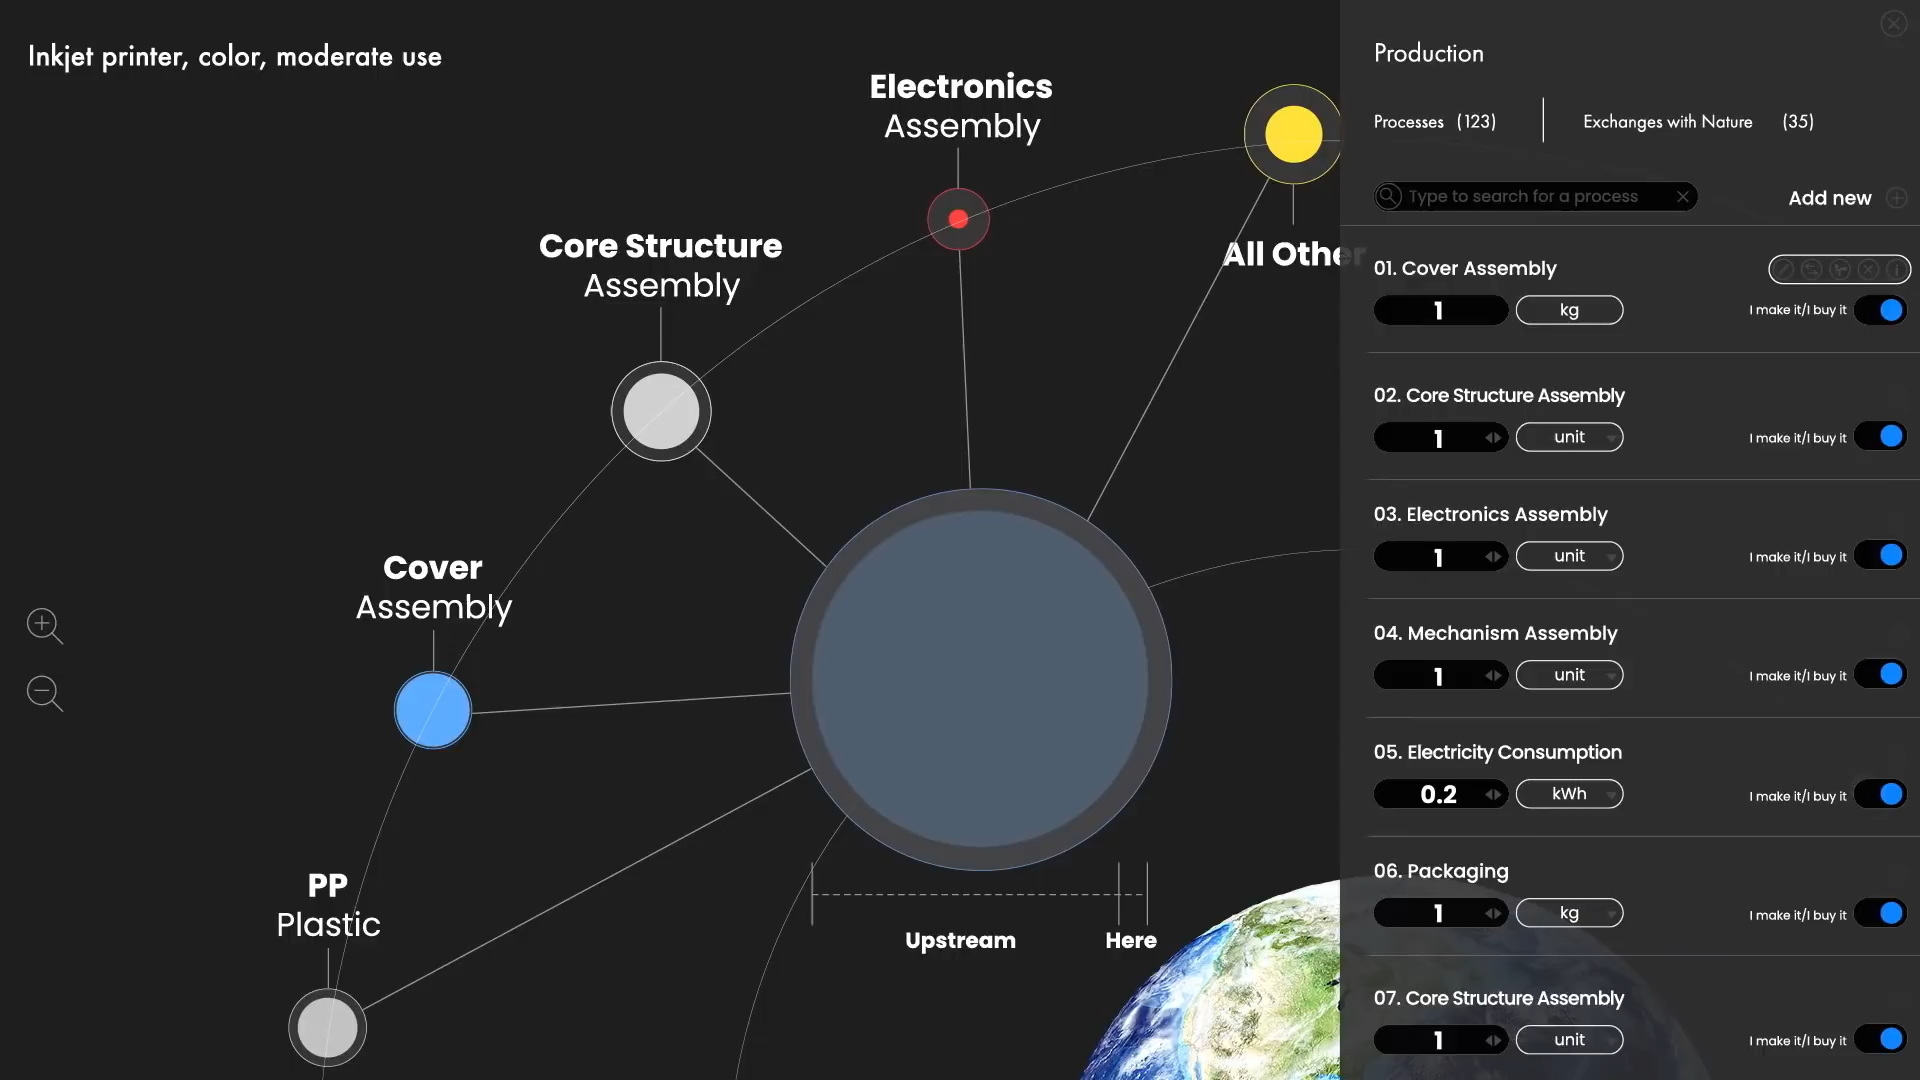 Inkjet printer, color, moderate use
Electronics
Assembly
Core Structure
Assembly
All Other
Cover
Assembly
PP
Plastic
Upstream
Here
Production
Processes (123)
Exchanges with Nature (35)
Type to search for a process
Add new
01. Cover Assembly
1 kg I make it/I buy it
02. Core Structure Assembly
1 unit I make it/I buy it
03. Electronics Assembly
1 unit I make it/I buy it
04. Mechanism Assembly
1 unit I make it/I buy it
05. Electricity Consumption
0.2 kWh I make it/I buy it
06. Packaging
1 kg I make it/I buy it
07. Core Structure Assembly
1 unit I make it/I buy it